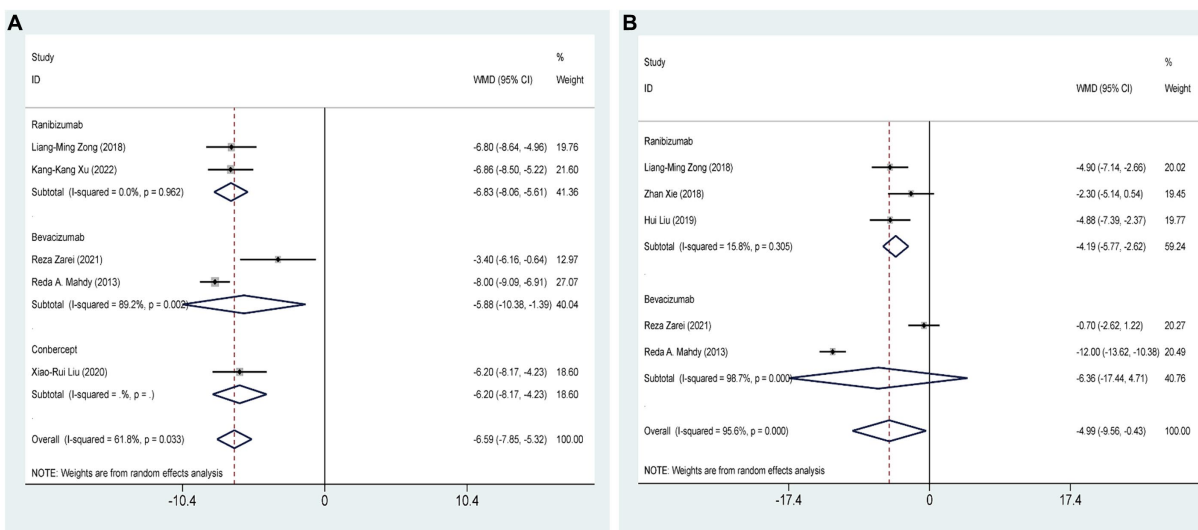 A
Study %
ID WMD (95% CI) Weight
Ranibizumab
Liang-Ming Zong (2018) -6.80 (-8.64, -4.96) 19.76
Kang-Kang Xu (2022) -6.86 (-8.50, -5.22) 21.60
Subtotal (I-squared = 0.0%, p = 0.962) -6.83 (-8.06, -5.61) 41.36
.
Bevacizumab
Reza Zarei (2021) -3.40 (-6.16, -0.64) 12.97
Reda A. Mahdy (2013) -8.00 (-9.09, -6.91) 27.07
Subtotal (I-squared = 89.2%, p = 0.002) -5.88 (-10.38, -1.39) 40.04
.
Conbercept
Xiao-Rui Liu (2020) -6.20 (-8.17, -4.23) 18.60
Subtotal (I-squared = .%, p = .) -6.20 (-8.17, -4.23) 18.60
.
Overall (I-squared = 61.8%, p = 0.033) -6.59 (-7.85, -5.32) 100.00
NOTE: Weights are from random effects analysis
-10.4 0 10.4
B
Study %
ID WMD (95% CI) Weight
Ranibizumab
Liang-Ming Zong (2018) -4.90 (-7.14, -2.66) 20.02
Zhan Xie (2018) -2.30 (-5.14, 0.54) 19.45
Hui Liu (2019) -4.88 (-7.39, -2.37) 19.77
Subtotal (I-squared = 15.8%, p = 0.305) -4.19 (-5.77, -2.62) 59.24
.
Bevacizumab
Reza Zarei (2021) -0.70 (-2.62, 1.22) 20.27
Reda A. Mahdy (2013) -12.00 (-13.62, -10.38) 20.49
Subtotal (I-squared = 98.7%, p = 0.000) -6.36 (-17.44, 4.71) 40.76
.
Overall (I-squared = 95.6%, p = 0.000) -4.99 (-9.56, -0.43) 100.00
NOTE: Weights are from random effects analysis
-17.4 0 17.4